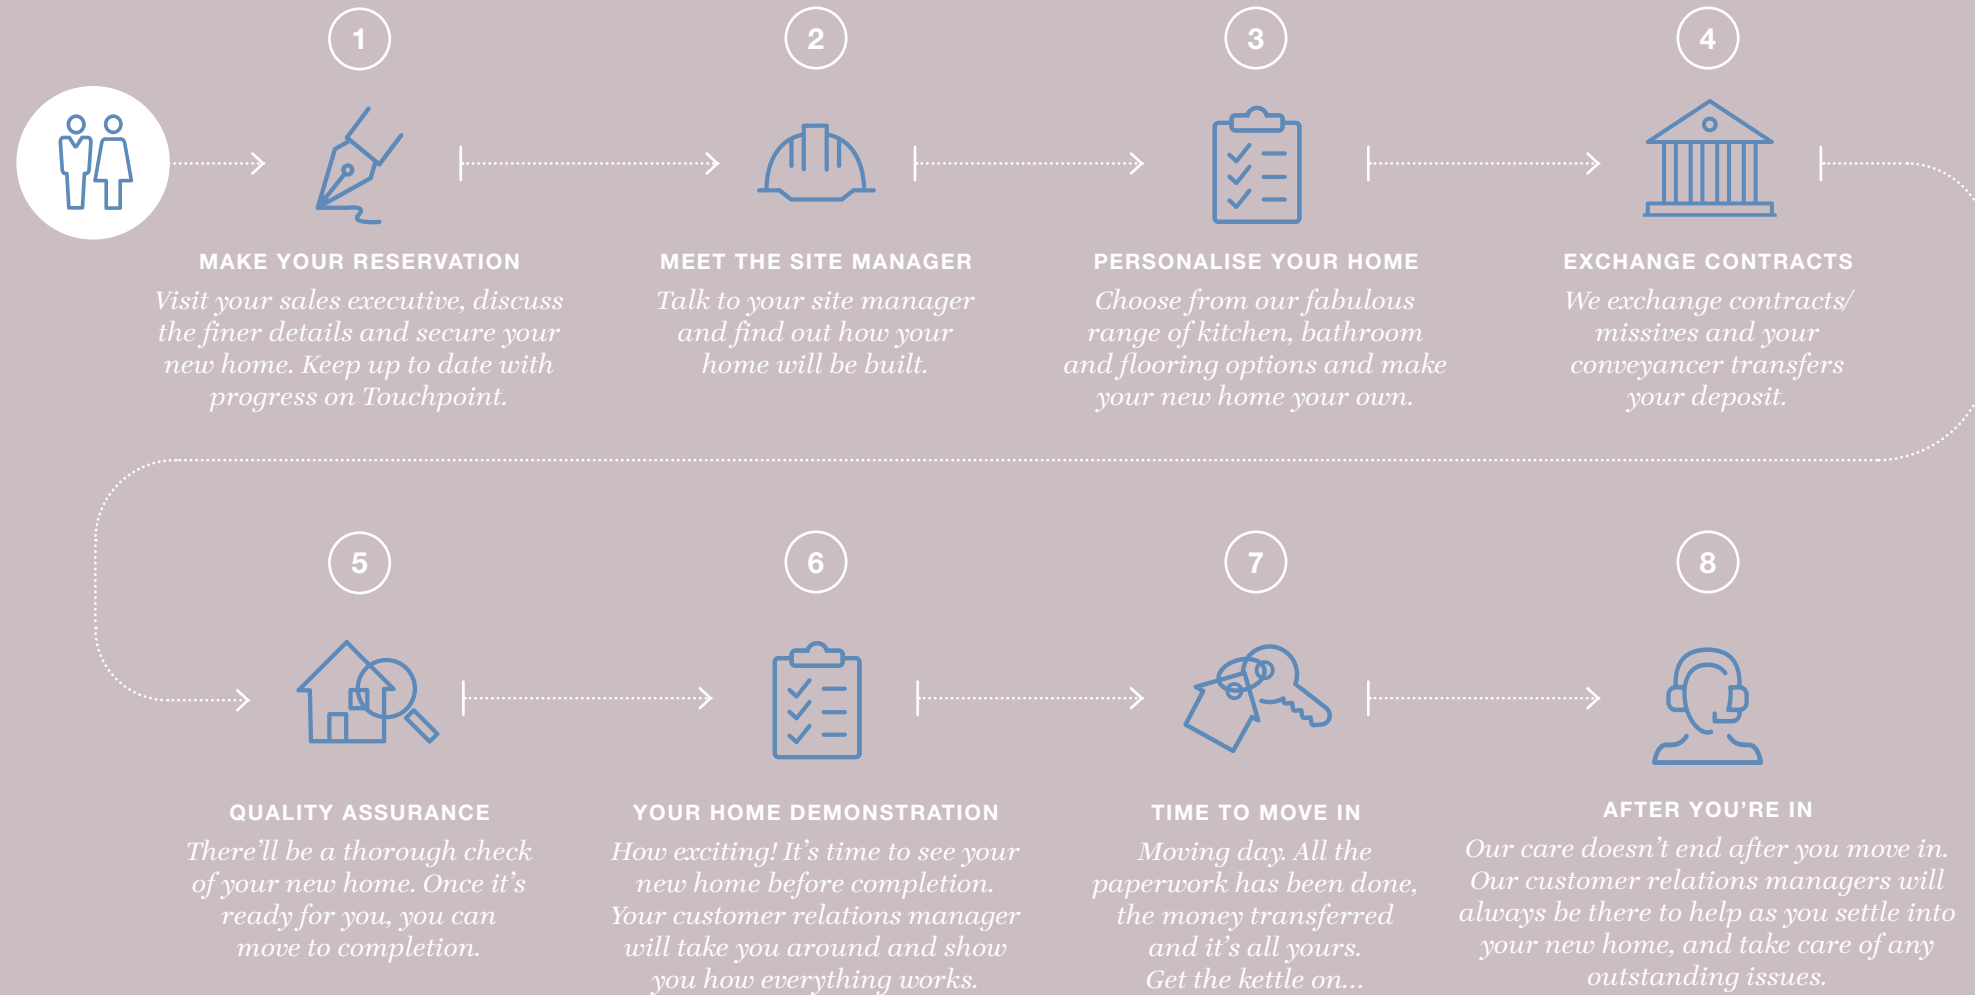 1
MAKE YOUR RESERVATION
Visit your sales executive, discuss
the finer details and secure your
new home. Keep up to date with
progress on Touchpoint.
2
MEET THE SITE MANAGER
Talk to your site manager
and find out how your
home will be built.
3
PERSONALISE YOUR HOME
Choose from our fabulous
range of kitchen, bathroom
and flooring options and make
your new home your own.
4
EXCHANGE CONTRACTS
We exchange contracts/
missives and your
conveyancer transfers
your deposit.
5
QUALITY ASSURANCE
There’ll be a thorough check
of your new home. Once it’s
ready for you, you can
move to completion.
6
YOUR HOME DEMONSTRATION
How exciting! It’s time to see your
new home before completion.
Your customer relations manager
will take you around and show
you how everything works.
7
TIME TO MOVE IN
Moving day. All the
paperwork has been done,
the money transferred
and it’s all yours.
Get the kettle on...
8
AFTER YOU’RE IN
Our care doesn’t end after you move in.
Our customer relations managers will
always be there to help as you settle into
your new home, and take care of any
outstanding issues.